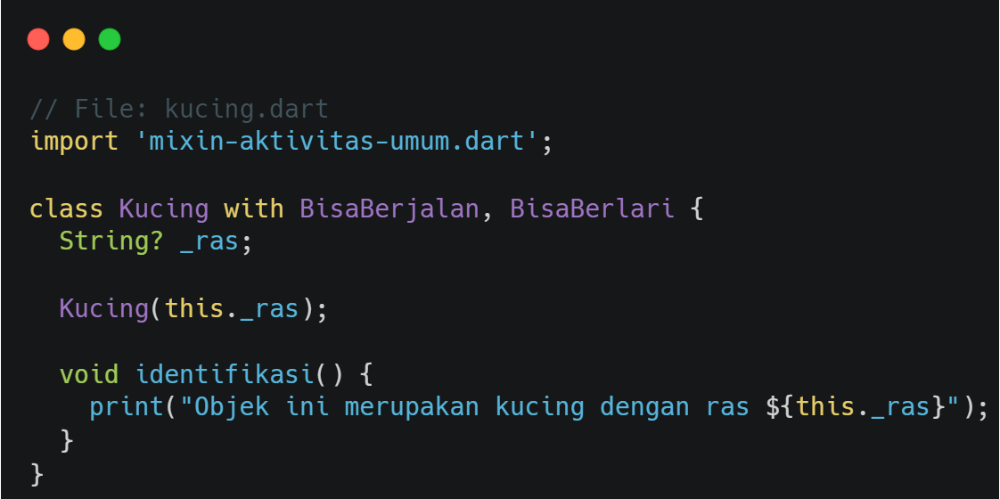 // File: kucing.dart
import 'mixin-aktivitas-umum.dart';
class Kucing with BisaBerjalan, BisaBerlari {
String? _ras;
Kucing(this._ras);
void identifikasi() {
print("Objek ini merupakan kucing dengan ras ${this._ras}");
}
}